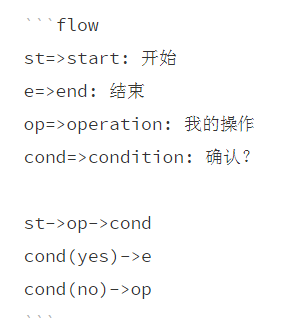 ```flow
st=>start: 开始
e=>end: 结束
op=>operation: 我的操作
cond=>condition: 确认？

st->op->cond
cond(yes)->e
cond(no)->op
```